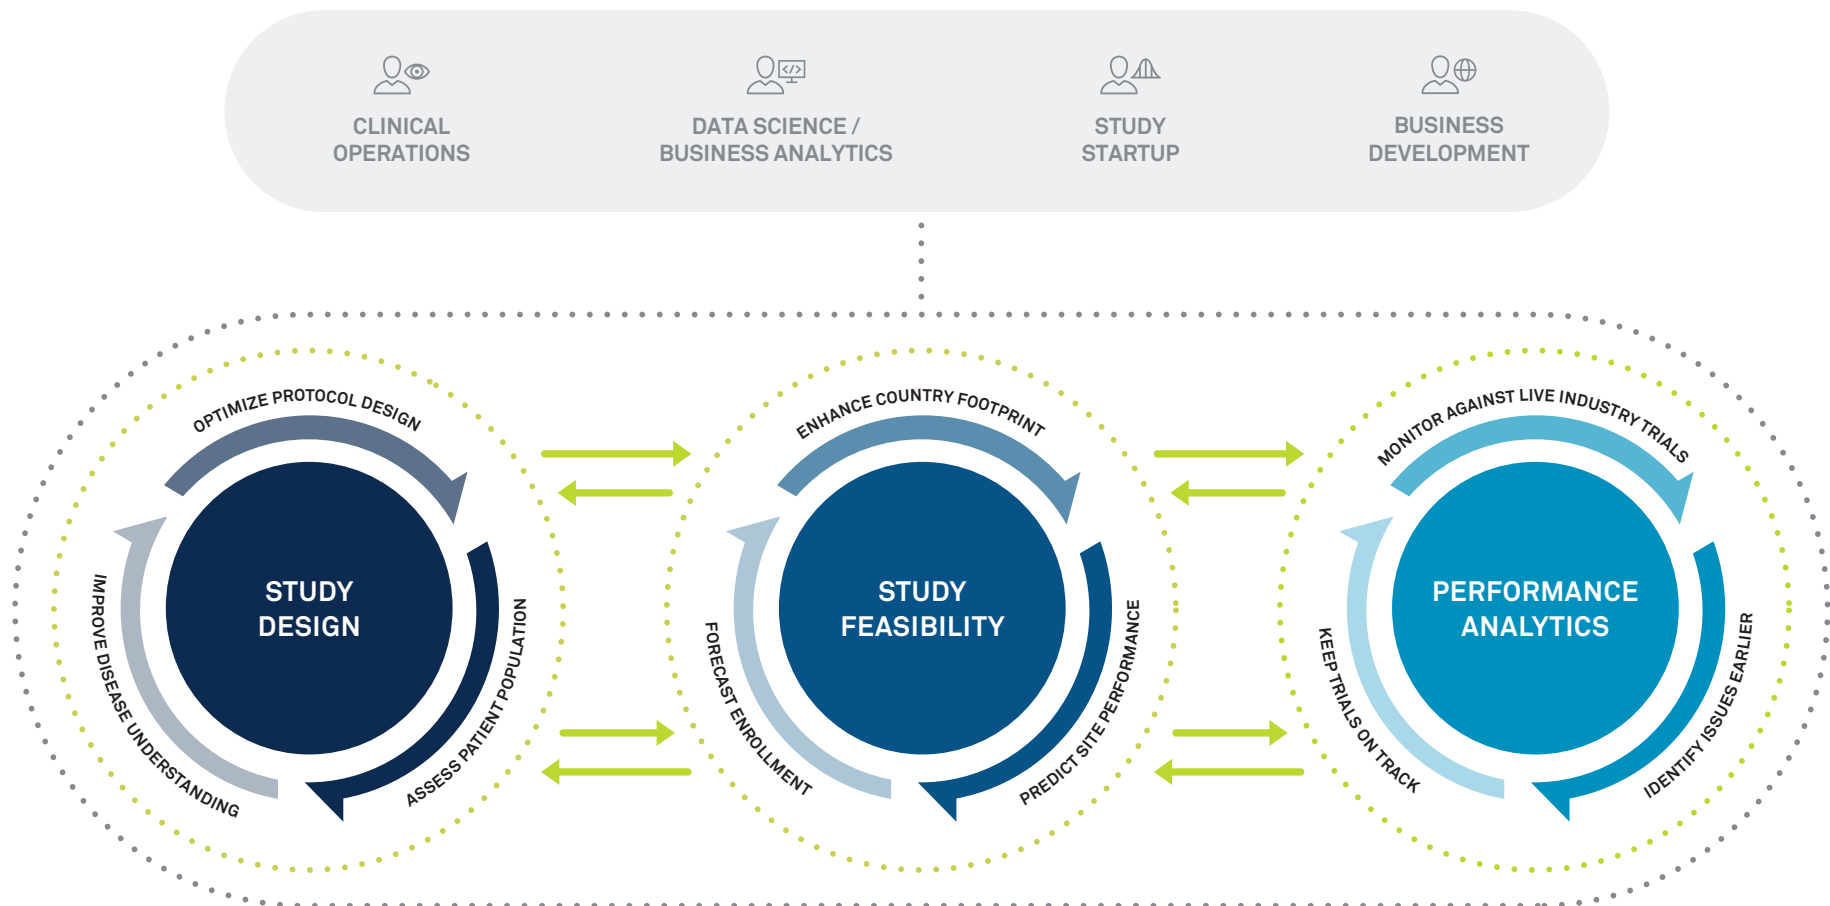 CLINICAL
OPERATIONS
DATA SCIENCE /
BUSINESS ANALYTICS
STUDY
STARTUP
BUSINESS
DEVELOPMENT
OPTIMIZE PROTOCOL DESIGN
ASSESS PATIENT POPULATION
IMPROVE DISEASE UNDERSTANDING
STUDY
DESIGN
ENHANCE COUNTRY FOOTPRINT
PREDICT SITE PERFORMANCE
FORECAST ENROLLMENT
STUDY
FEASIBILITY
MONITOR AGAINST LIVE INDUSTRY TRIALS
IDENTIFY ISSUES EARLIER
KEEP TRIALS ON TRACK
PERFORMANCE
ANALYTICS